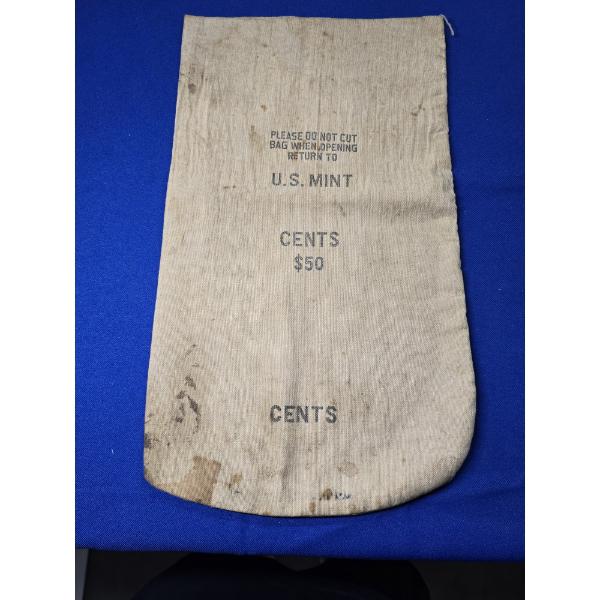 PLEASE DO NOT CUT
BAG WHEN OPENING
RETURN TO
U.S. MINT
CENTS
$50
CENTS